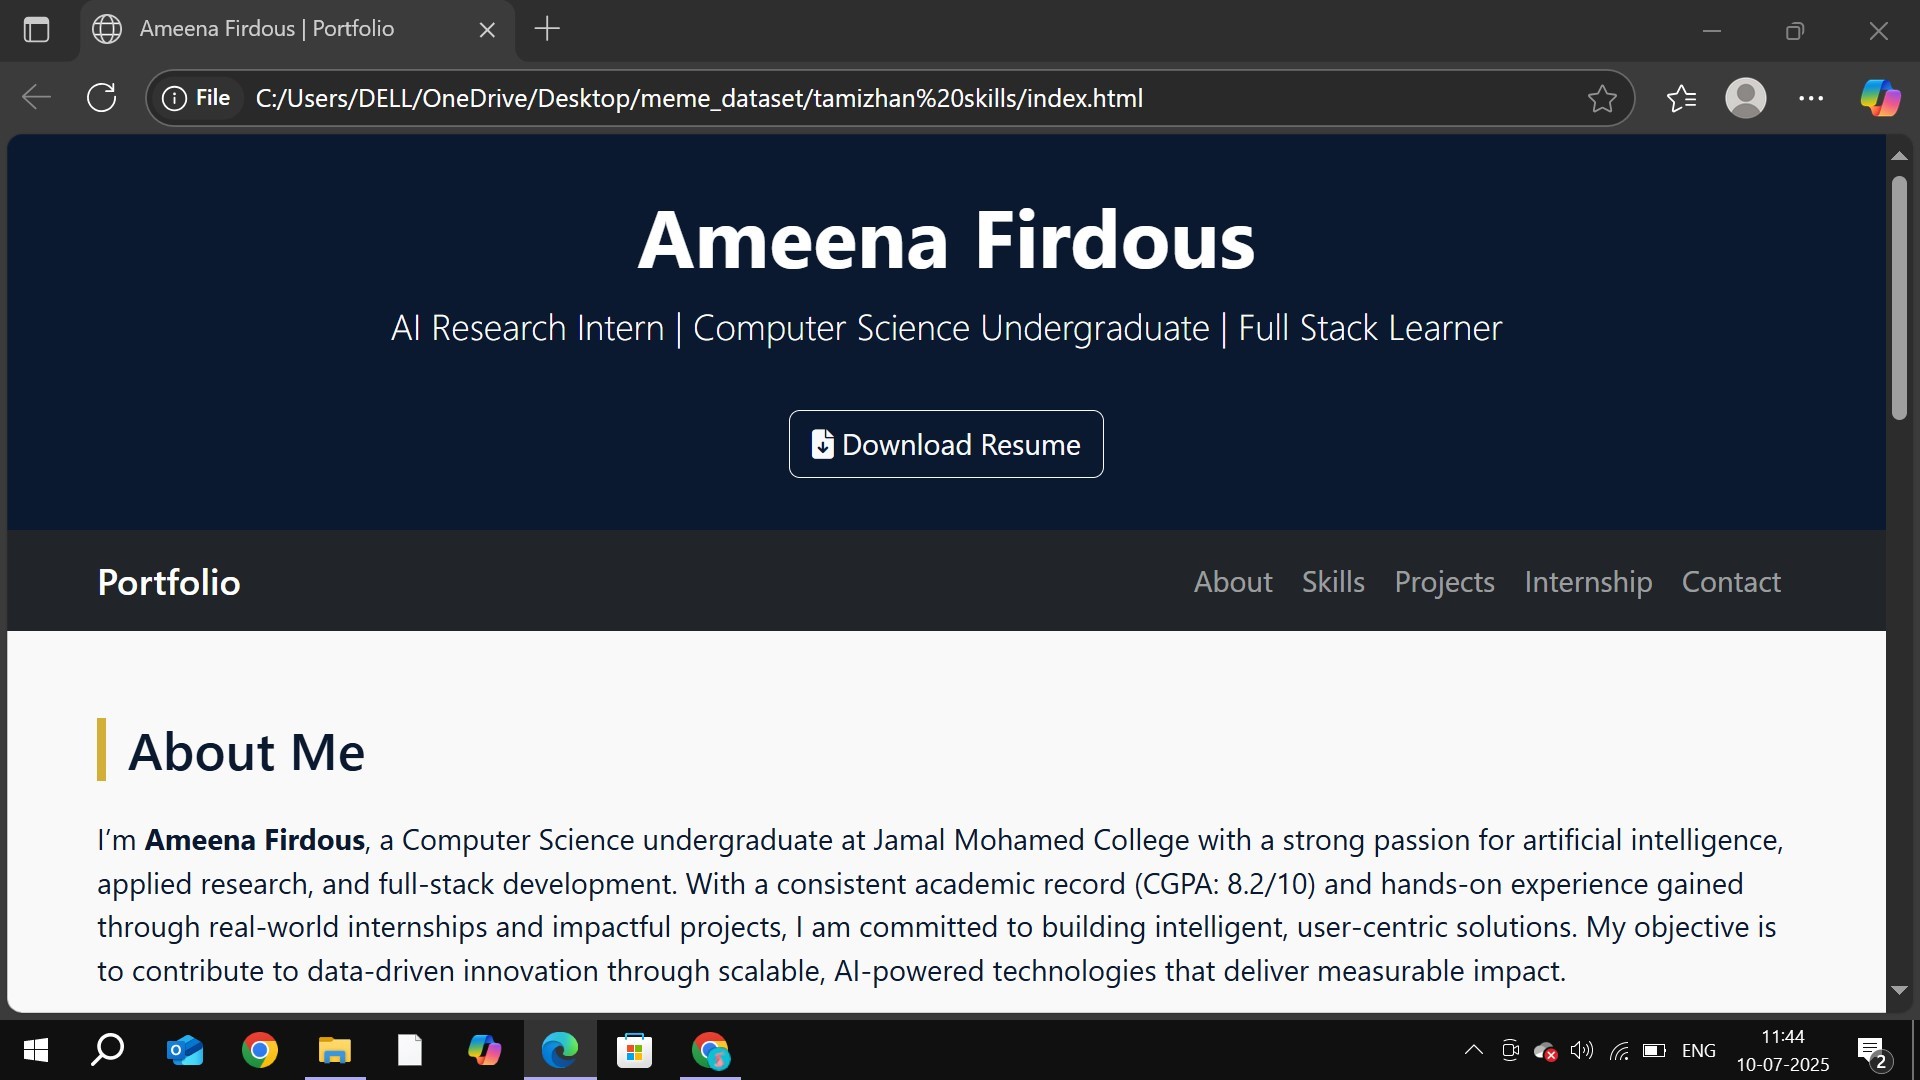 Ameena Firdous | Portfolio
File C:/Users/DELL/OneDrive/Desktop/meme_dataset/tamizhan%20skills/index.html
Ameena Firdous
AI Research Intern | Computer Science Undergraduate | Full Stack Learner
Download Resume
Portfolio About Skills Projects Internship Contact
About Me
I’m Ameena Firdous, a Computer Science undergraduate at Jamal Mohamed College with a strong passion for artificial intelligence,
applied research, and full-stack development. With a consistent academic record (CGPA: 8.2/10) and hands-on experience gained
through real-world internships and impactful projects, I am committed to building intelligent, user-centric solutions. My objective is
to contribute to data-driven innovation through scalable, AI-powered technologies that deliver measurable impact.
ENG
11:44
10-07-2025
2